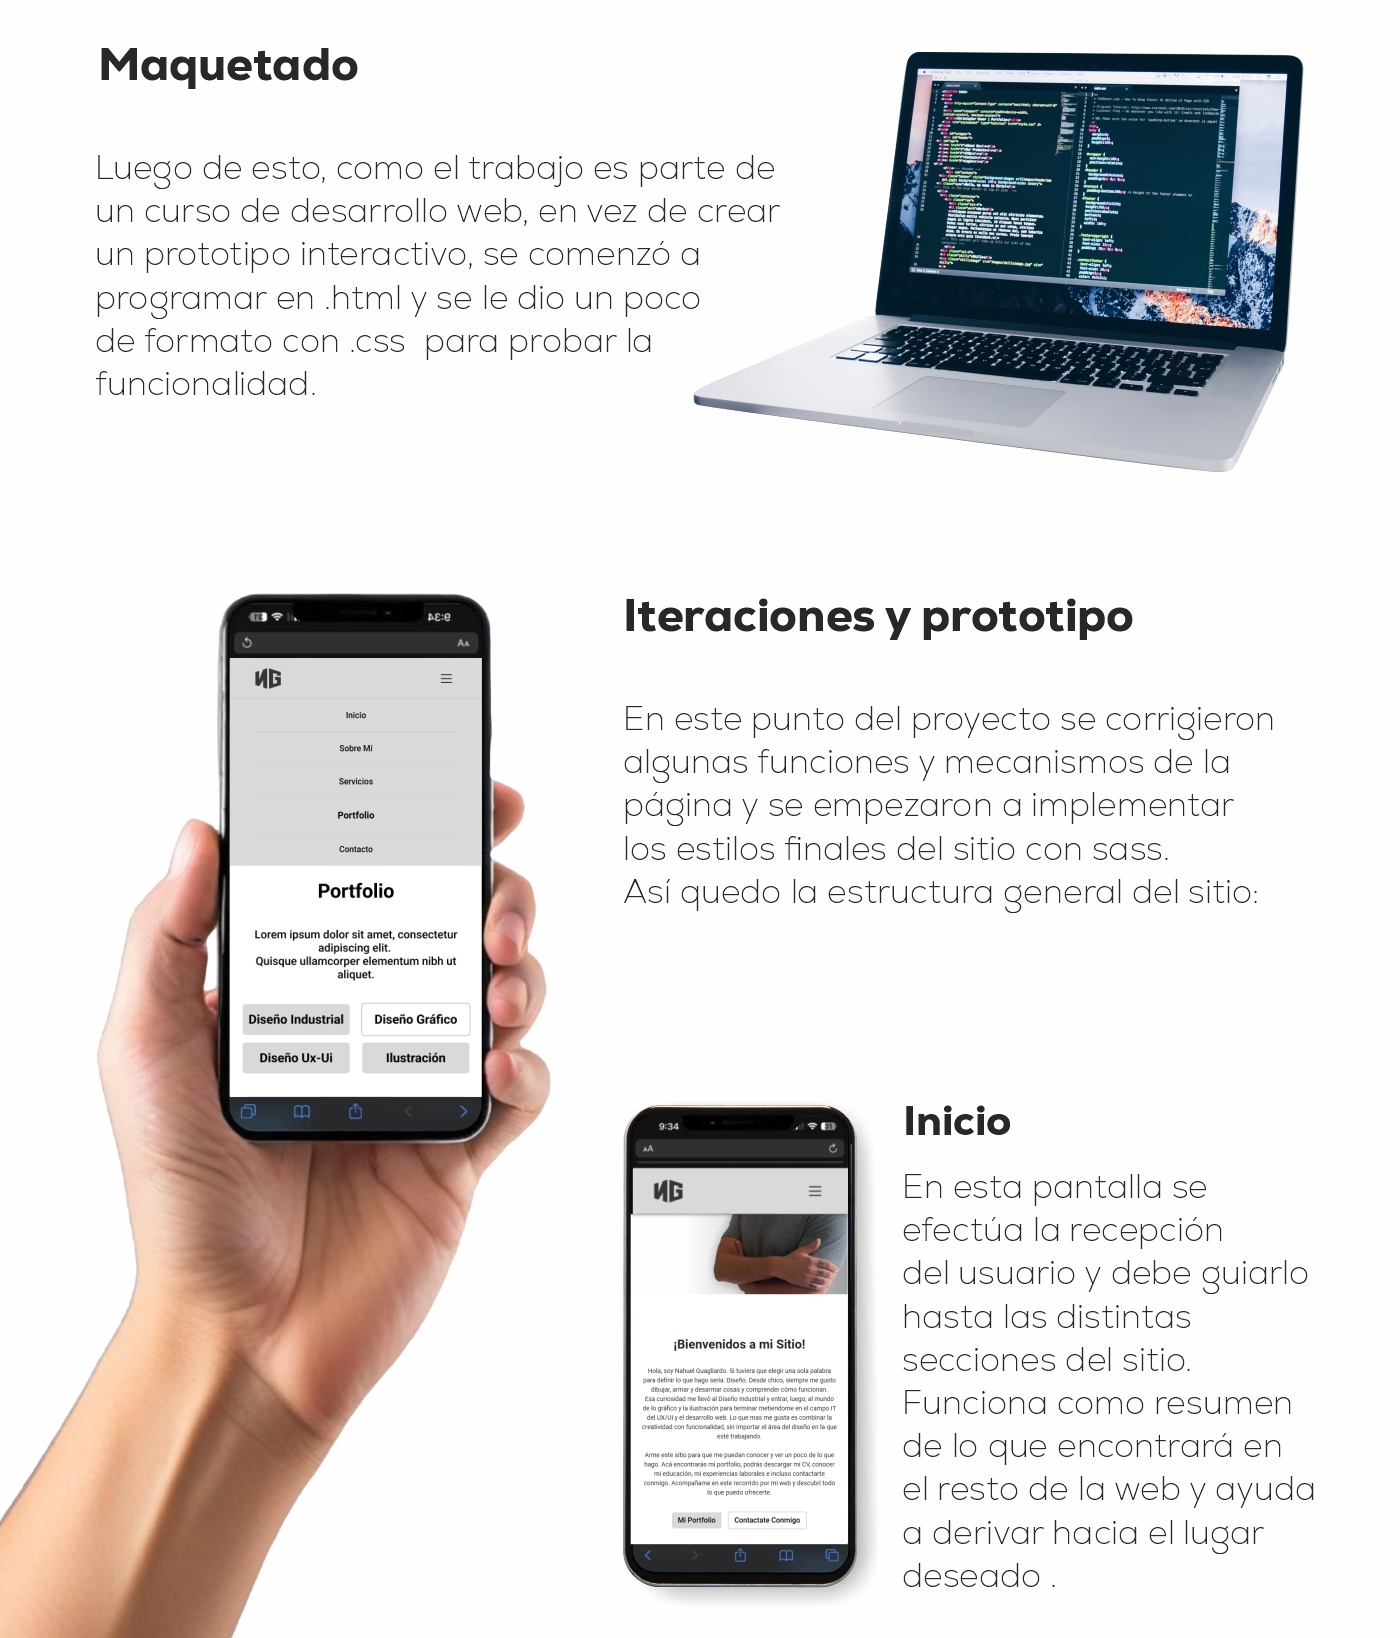 Maquetado
Luego de esto, como el trabajo es parte de
un curso de desarrollo web, en vez de crear
un prototipo interactivo, se comenzó a
programar en .html y se le dio un poco
de formato con .css  para probar la
funcionalidad.
9:34
AA
NG
Inicio
Sobre Mí
Servicios
Portfolio
Contacto
Portfolio
Lorem ipsum dolor sit amet, consectetur
adipiscing elit.
Quisque ullamcorper elementum nibh ut
aliquet.
Diseño Industrial
Diseño Gráfico
Diseño Ux-Ui
Ilustración
Iteraciones y prototipo
En este punto del proyecto se corrigieron
algunas funciones y mecanismos de la
página y se empezaron a implementar
los estilos finales del sitio con sass.
Así quedo la estructura general del sitio:
9:34
31
AA
NG
¡Bienvenidos a mi Sitio!
Hola, soy Nahuel Guagliardo. Si tuviera que elegir una sola palabra
para definir lo que hago sería: Diseño. Desde chico, siempre me gusto
dibujar, armar y desarmar cosas y comprender cómo funcionan.
Esa curiosidad me llevó al Diseño Industrial y entrar, luego, al mundo
de lo gráfico y la ilustración para terminar metiendome en el campo IT
del UX/UI y el desarrollo web. Lo que mas me gusta es combinar la
creatividad con funcionalidad, sin importar el área del diseño en la que
esté trabajando.
Arme este sitio para que me puedan conocer y ver un poco de lo que
hago. Acá encontrarás mi portfolio, podrás descargar mi CV, conocer
mi educación, mi experiencias laborales e incluso contactarte
conmigo. Acompañame en este recorrido por mi web y descubrí todo
lo que puedo ofrecerte.
Mi Portfolio
Contactate Conmigo
Inicio
En esta pantalla se
efectúa la recepción
del usuario y debe guiarlo
hasta las distintas
secciones del sitio.
Funciona como resumen
de lo que encontrará en
el resto de la web y ayuda
a derivar hacia el lugar
deseado .